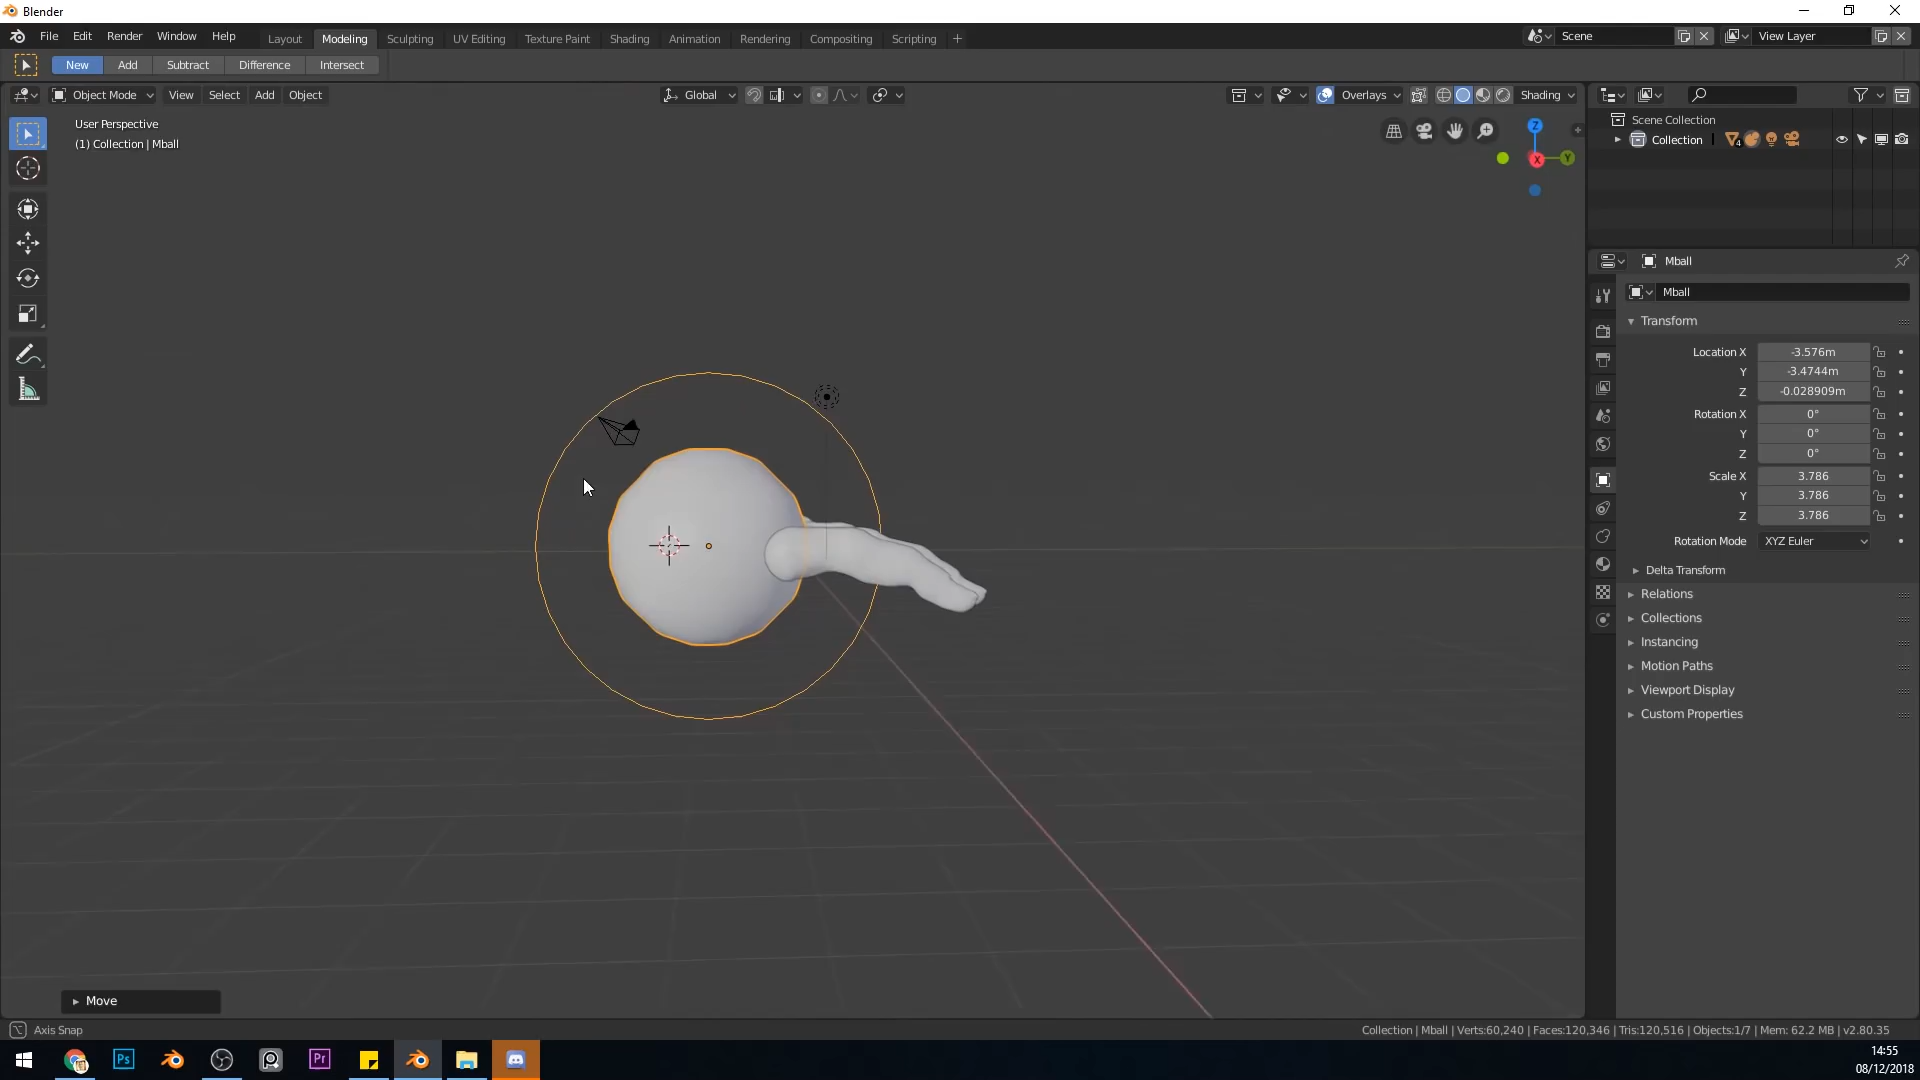 Blender
File Edit Render Window Help
Layout Modeling Sculpting UV Editing Texture Paint Shading Animation Rendering Compositing Scripting +
Scene
View Layer
New Add Subtract Difference Intersect
Object Mode View Select Add Object
Global
Overlays
Shading
User Perspective
(1) Collection | Mball
Z
X
Y
Scene Collection
Collection
4
Mball
Mball
Transform
Location X -3.576m
Y -3.4744m
Z -0.028909m
Rotation X 0°
Y 0°
Z 0°
Scale X 3.786
Y 3.786
Z 3.786
Rotation Mode XYZ Euler
Delta Transform
Relations
Collections
Instancing
Motion Paths
Viewport Display
Custom Properties
Move
Axis Snap
Collection | Mball | Verts:60,240 | Faces:120,346 | Tris:120,516 | Objects:1/7 | Mem: 62.2 MB | v2.80.35
Ps
Pr
14:55
08/12/2018